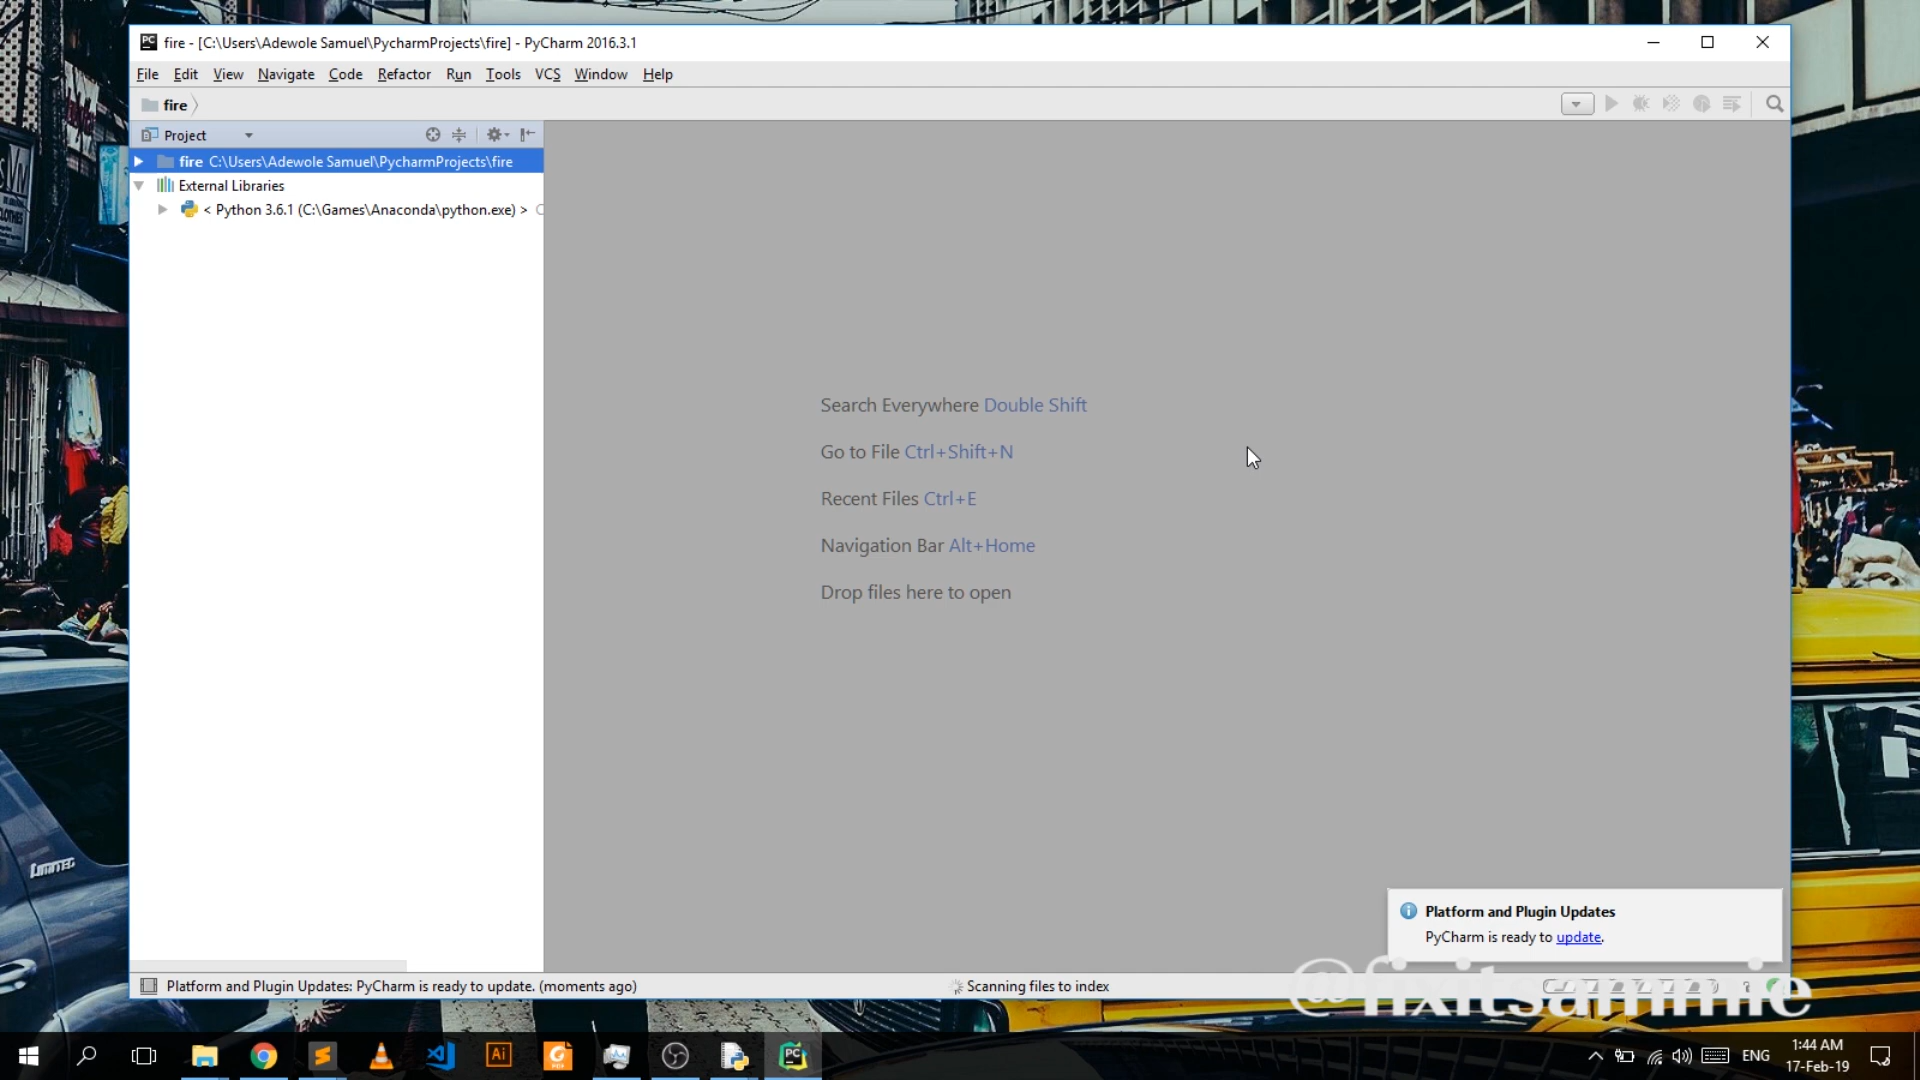 fire - [C:\Users\Adewole Samuel\PycharmProjects\fire] - PyCharm 2016.3.1
File Edit View Navigate Code Refactor Run Tools VCS Window Help
fire
Project
fire C:\Users\Adewole Samuel\PycharmProjects\fire
External Libraries
< Python 3.6.1 (C:\Games\Anaconda\python.exe) >
Search Everywhere Double Shift
Go to File Ctrl+Shift+N
Recent Files Ctrl+E
Navigation Bar Alt+Home
Drop files here to open
Platform and Plugin Updates
PyCharm is ready to update.
@fixitsammie
Platform and Plugin Updates: PyCharm is ready to update. (moments ago)
Scanning files to index
LIMITED
ENG
1:44 AM
17-Feb-19